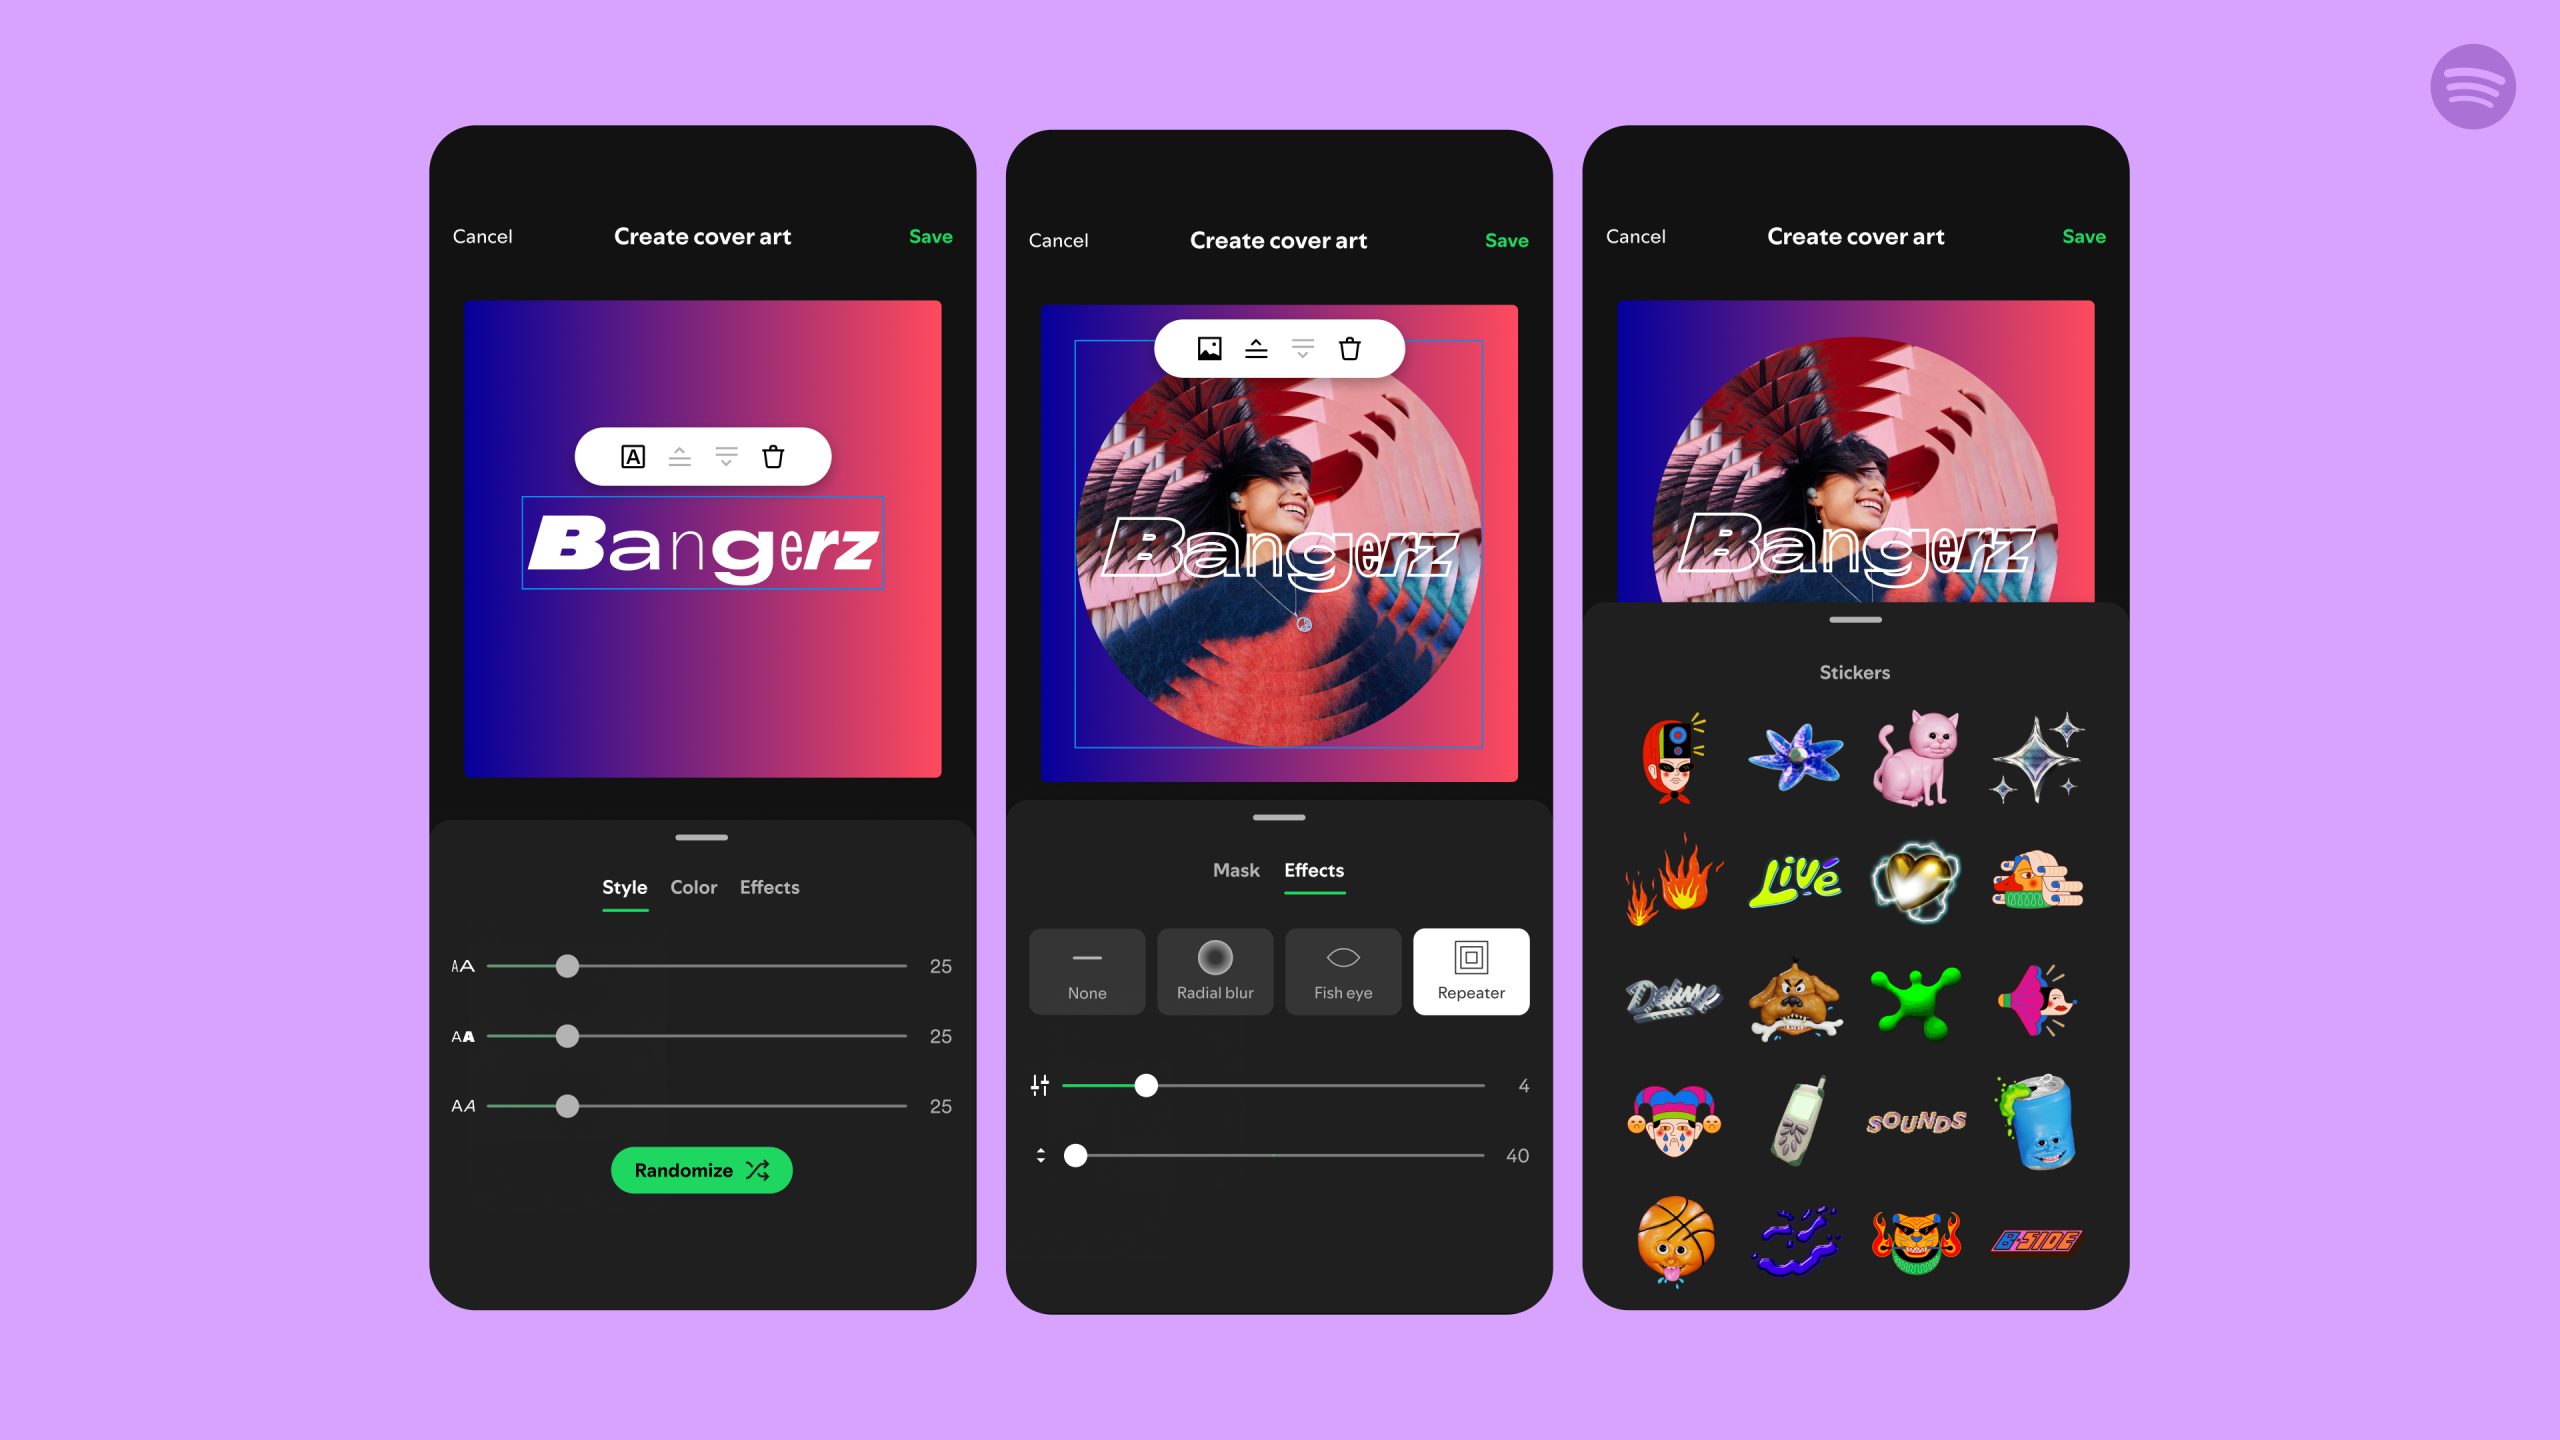 Cancel Create cover art Save
Bangerz
Style Color Effects
AA 25
AA 25
AA 25
Randomize
Cancel Create cover art Save
Bangerz
Mask Effects
None Radial blur Fish eye Repeater
4
40
Cancel Create cover art Save
Bangerz
Stickers
Livé
Deluxe
SOUNDS
B-SIDE